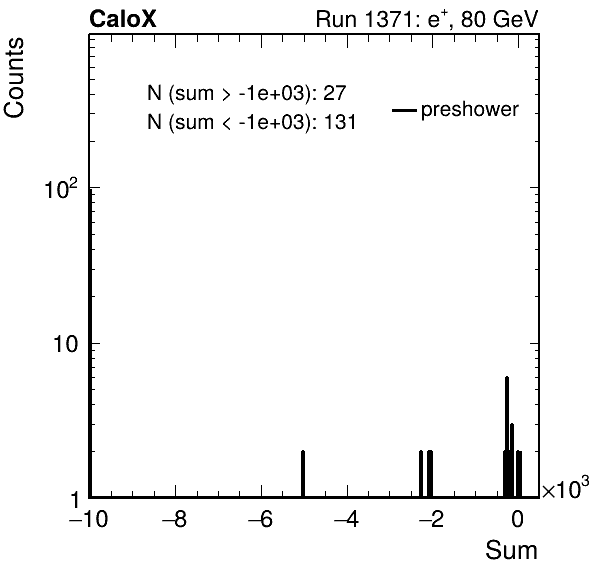 CaloX
Run 1371: e⁺, 80 GeV
Counts
N (sum > -1e+03): 27
N (sum < -1e+03): 131
preshower
10²
10
1
−10 −8 −6 −4 −2 0
×10³
Sum